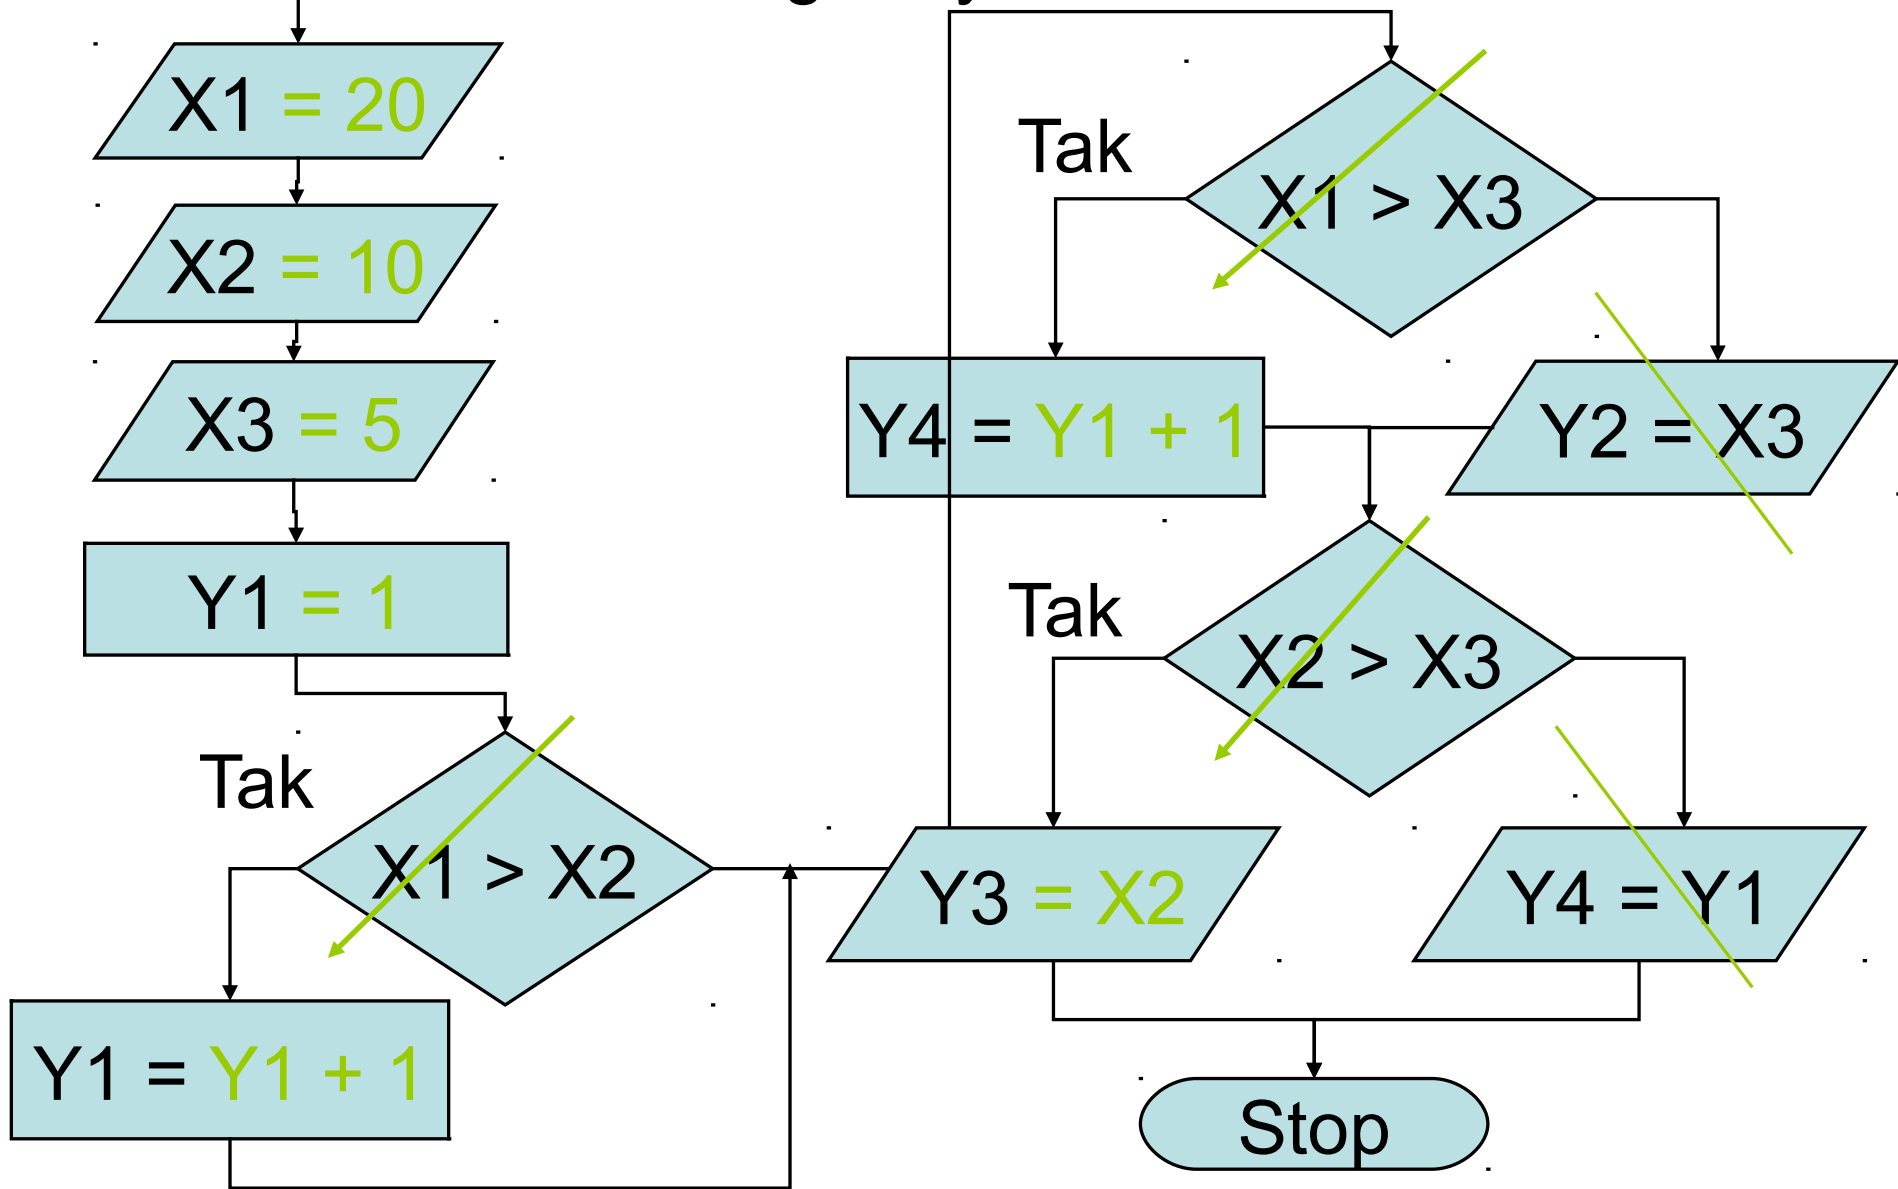 X1 = 20
X2 = 10
X3 = 5
Y1 = 1
Tak
X1 > X2
Y1 = Y1 + 1
Tak
X1 > X3
Y4 = Y1 + 1
Y2 = X3
Tak
X2 > X3
Y3 = X2
Y4 = Y1
Stop